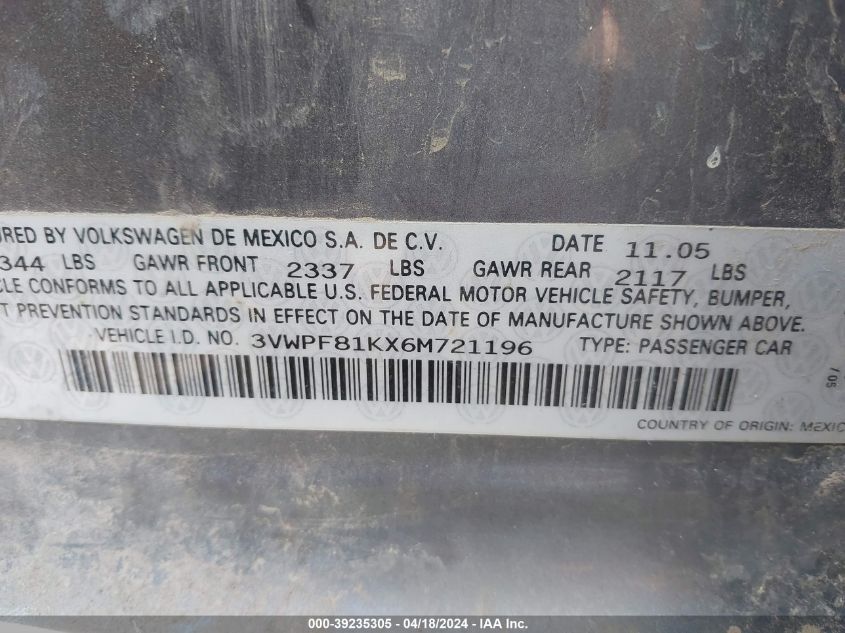 URED BY VOLKSWAGEN DE MEXICO S.A. DE C.V. DATE 11.05
344 LBS GAWR FRONT 2337 LBS GAWR REAR 2117 LBS
CLE CONFORMS TO ALL APPLICABLE U.S. FEDERAL MOTOR VEHICLE SAFETY, BUMPER,
T PREVENTION STANDARDS IN EFFECT ON THE DATE OF MANUFACTURE SHOWN ABOVE.
VEHICLE I.D. NO. 3VWPF81KX6M721196 TYPE: PASSENGER CAR
/05
COUNTRY OF ORIGIN: MEXIC
000-39235305 - 04/18/2024 - IAA Inc.